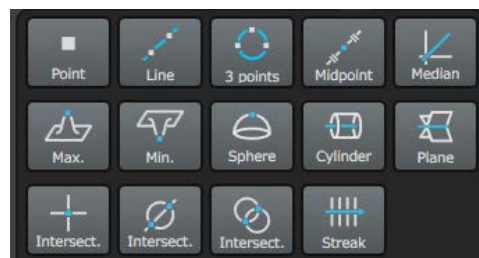 Point Line 3 points Midpoint Median
Max. Min. Sphere Cylinder Plane
Intersect. Intersect. Intersect. Streak